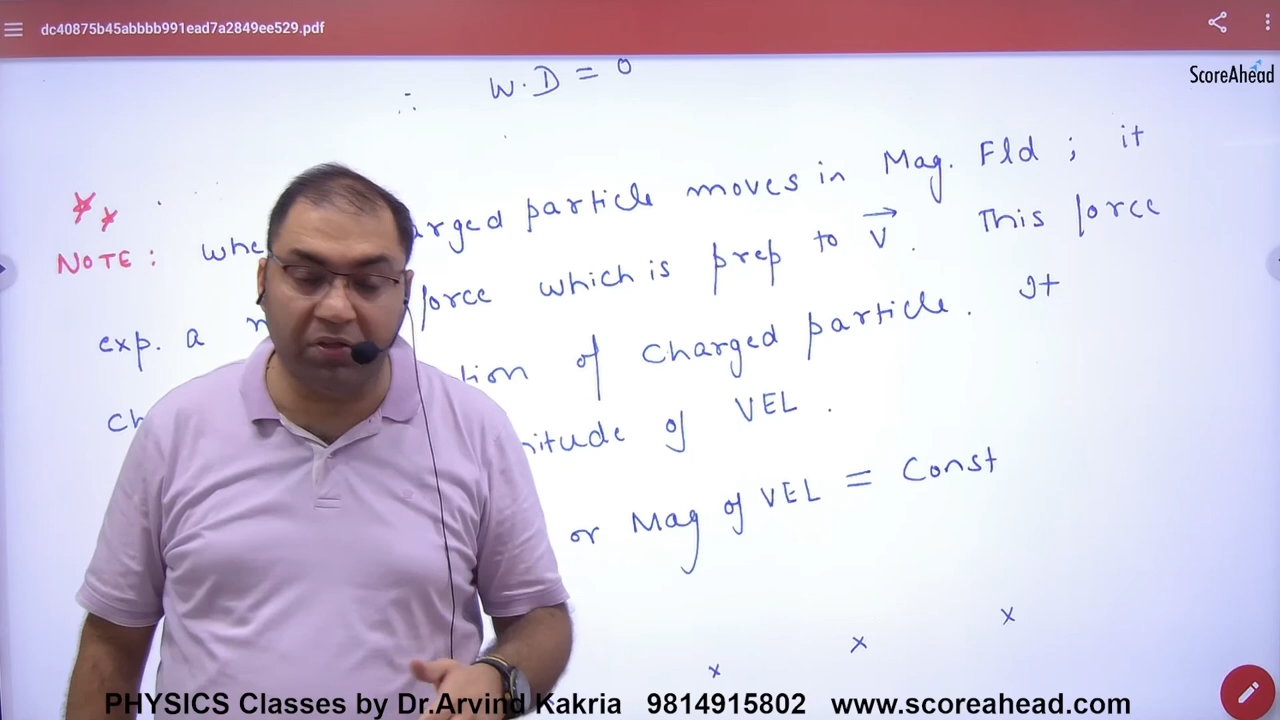 dc40875b45abbbb991ead7a2849ee529.pdf
ScoreAhead
∴ W.D = 0
NOTE: whe arged particle moves in Mag. Fld ; it
exp. a force which is prep to V⃗ . This force
ch tion of charged particle. It
nitude of VEL .
or Mag of VEL = Const
x x x
PHYSICS Classes by Dr.Arvind Kakria 9814915802 www.scoreahead.com